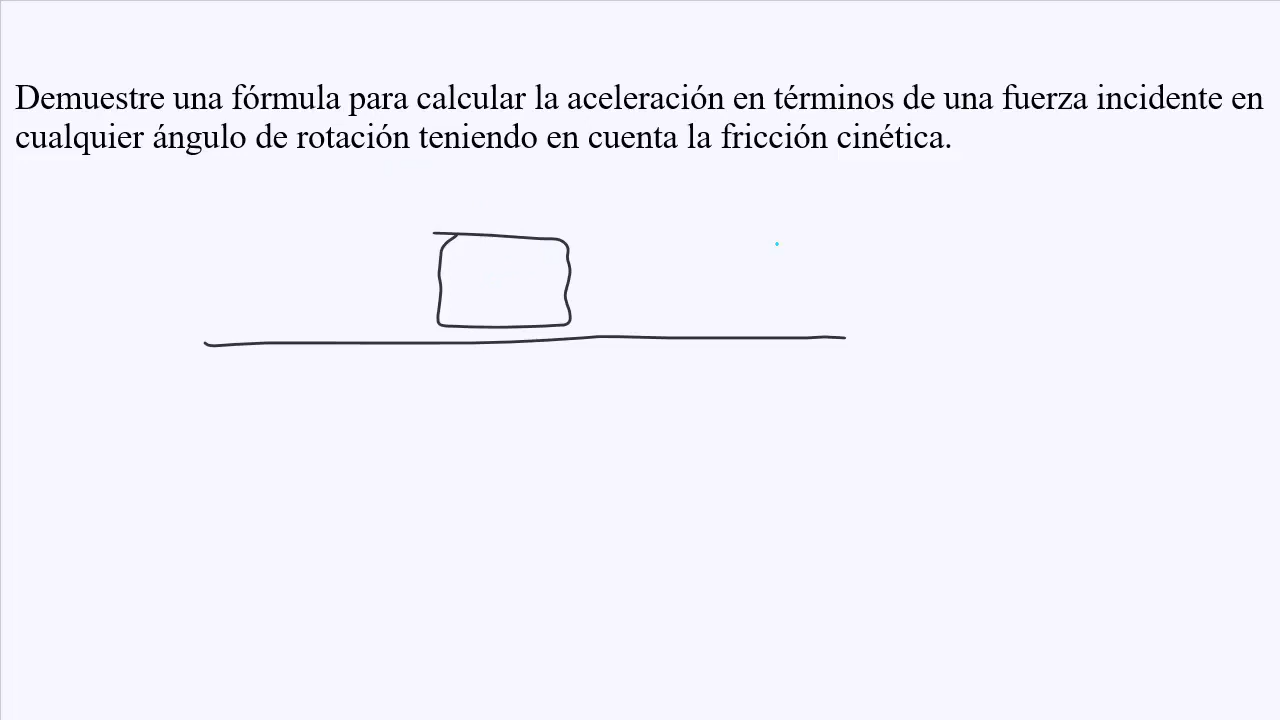 Demuestre una fórmula para calcular la aceleración en términos de una fuerza incidente en
cualquier ángulo de rotación teniendo en cuenta la fricción cinética.